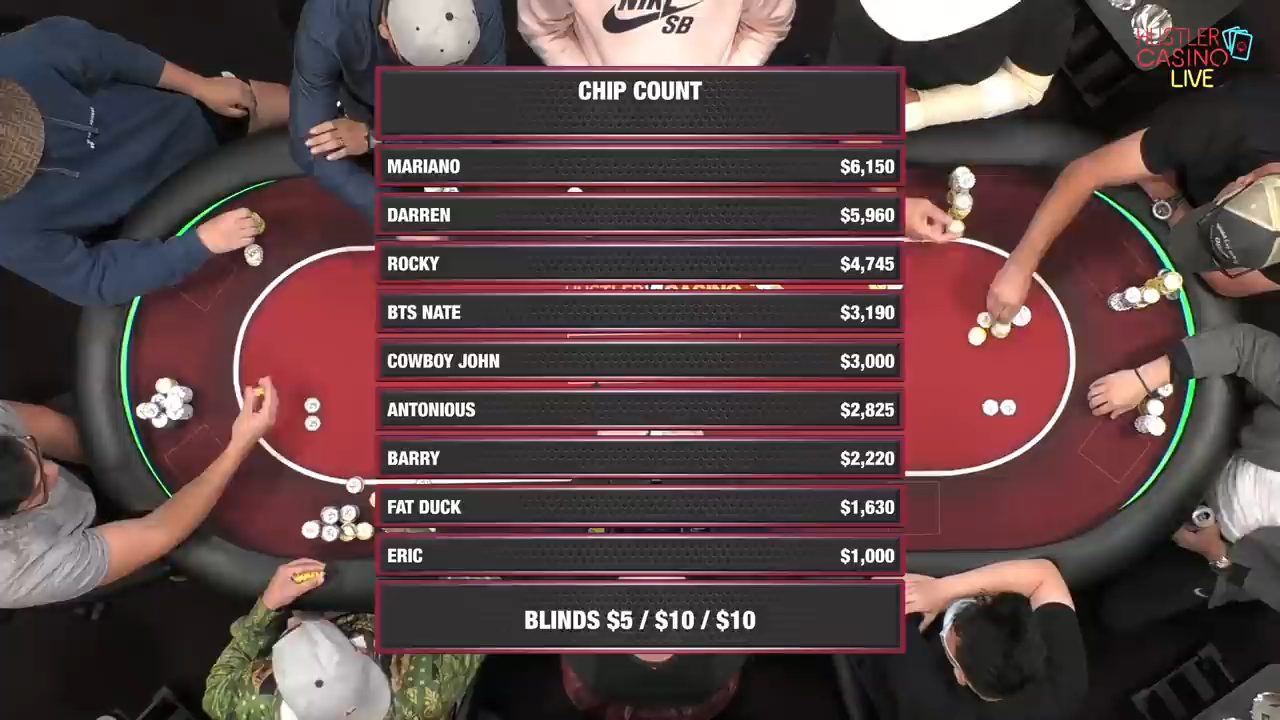 NIKE
SB
HUSTLER
CASINO
LIVE
CHIP COUNT
MARIANO $6,150
DARREN $5,960
ROCKY $4,745
HUSTLER CASINO
BTS NATE $3,190
COWBOY JOHN $3,000
ANTONIOUS $2,825
BARRY $2,220
FAT DUCK $1,630
ERIC $1,000
BLINDS $5 / $10 / $10